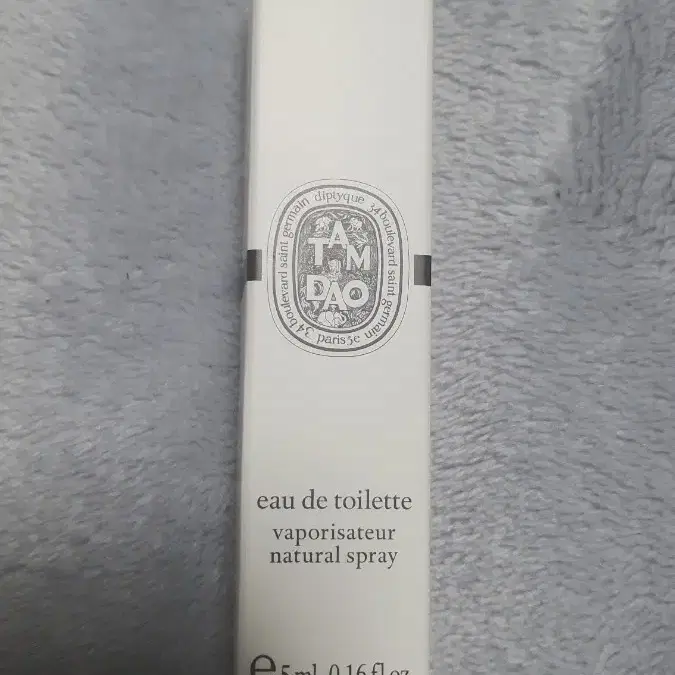 diptyque 34 boulevard saint germain paris 5e 34 boulevard saint germain
TAM
DAO
eau de toilette
vaporisateur
natural spray
e 5 ml 0.16 fl oz